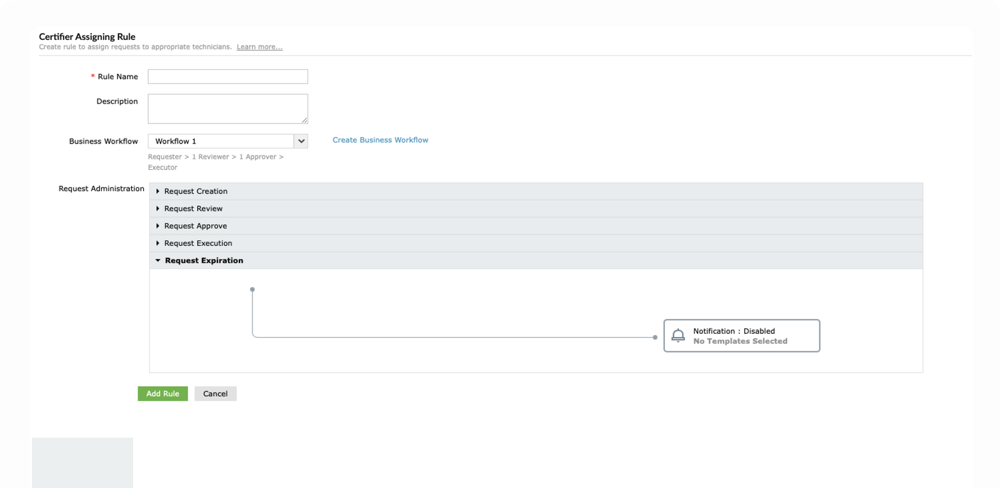 Certifier Assigning Rule
Create rule to assign requests to appropriate technicians. Learn more...
* Rule Name
Description
Business Workflow
Workflow 1
Create Business Workflow
Requester > 1 Reviewer > 1 Approver >
Executor
Request Administration
Request Creation
Request Review
Request Approve
Request Execution
Request Expiration
Notification : Disabled
No Templates Selected
Add Rule
Cancel